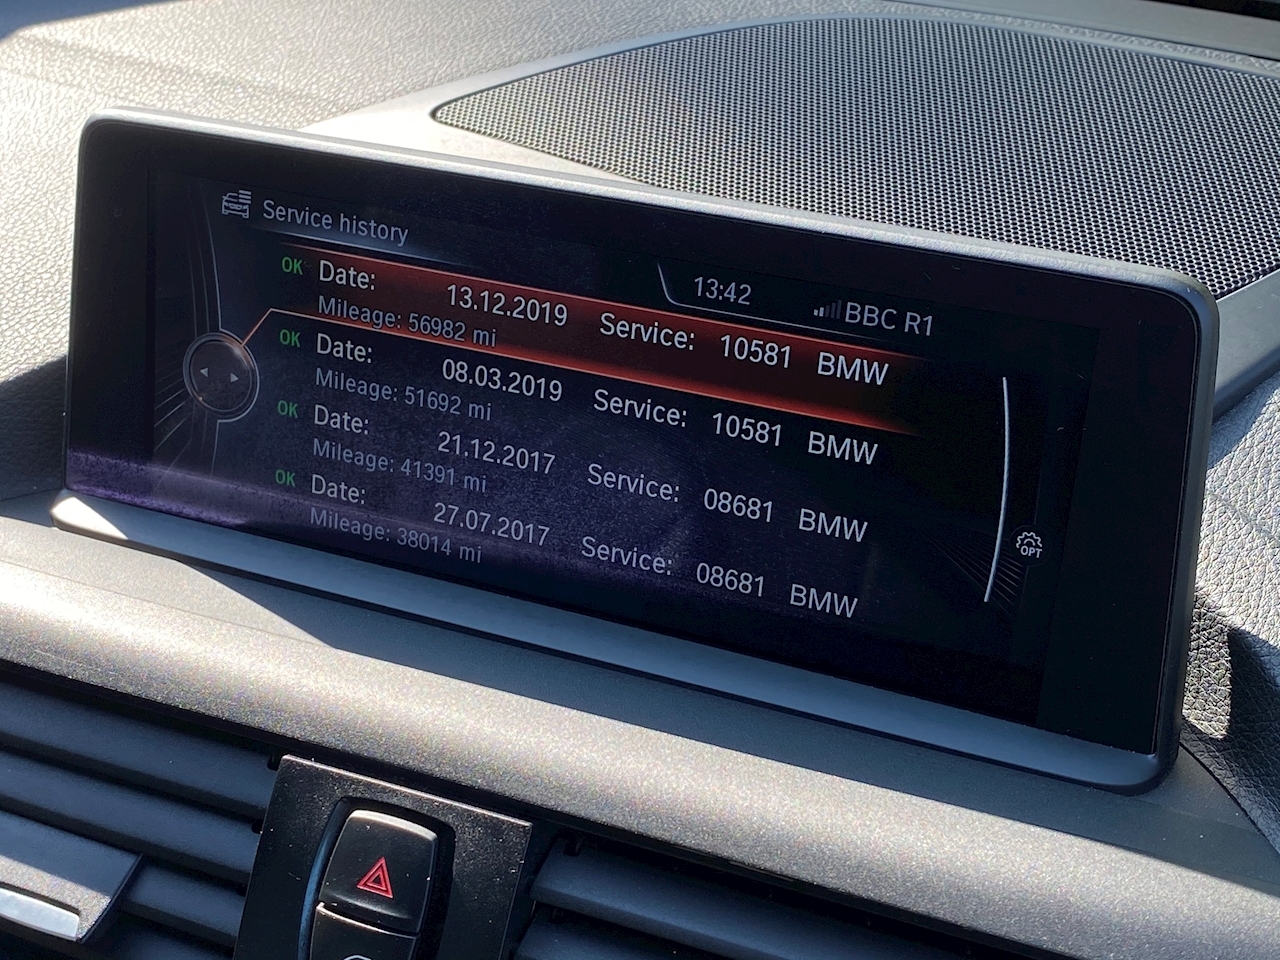 Service history
13:42
BBC R1
OK Date: 13.12.2019 Service: 10581 BMW
Mileage: 56982 mi
OK Date: 08.03.2019 Service: 10581 BMW
Mileage: 51692 mi
OK Date: 21.12.2017 Service: 08681 BMW
Mileage: 41391 mi
OK Date: 27.07.2017 Service: 08681 BMW
Mileage: 38014 mi
OPT